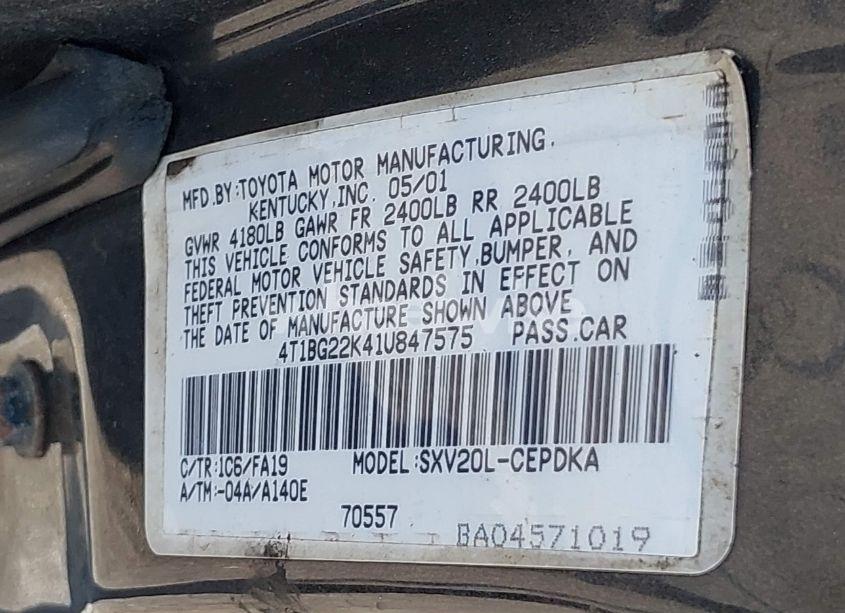 MFD.BY:TOYOTA MOTOR MANUFACTURING,
KENTUCKY,INC. 05/01
GVWR 4180LB GAWR FR 2400LB RR 2400LB
THIS VEHICLE CONFORMS TO ALL APPLICABLE
FEDERAL MOTOR VEHICLE SAFETY,BUMPER, AND
THEFT PREVENTION STANDARDS IN EFFECT ON
THE DATE OF MANUFACTURE SHOWN ABOVE
4T1BG22K41U847575 PASS.CAR
C/TR:1C6/FA19 MODEL:SXV20L-CEPDKA
A/TM:-04A/A140E
70557
BA04571019